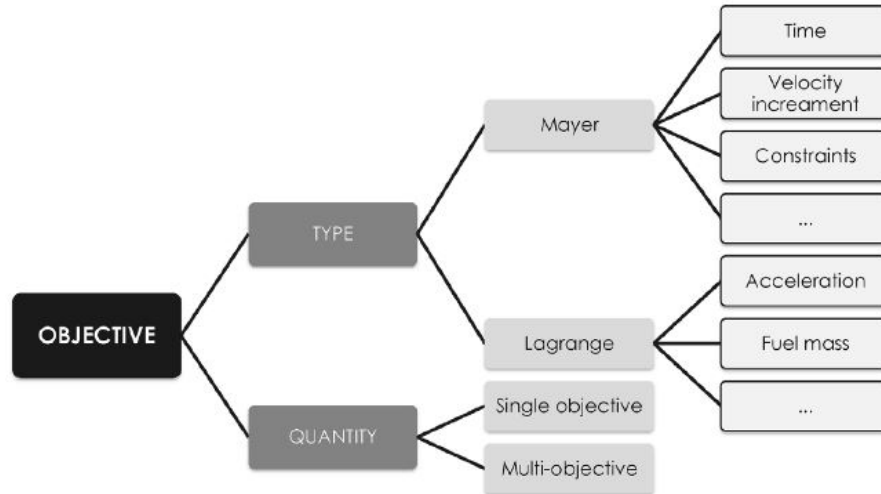 Time
Velocity
increament
Mayer
Constraints
...
TYPE
Acceleration
OBJECTIVE
Lagrange
Fuel mass
...
Single objective
QUANTITY
Multi-objective